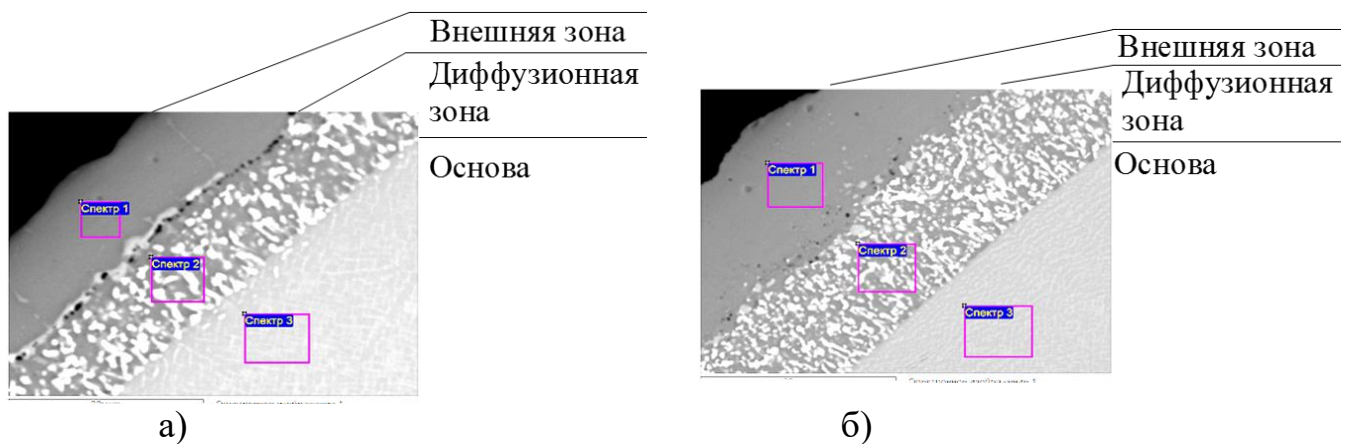 Внешняя зона
Диффузионная
зона
Основа
Спектр 1
Спектр 2
Спектр 3
а)
Внешняя зона
Диффузионная
зона
Основа
Спектр 1
Спектр 2
Спектр 3
б)